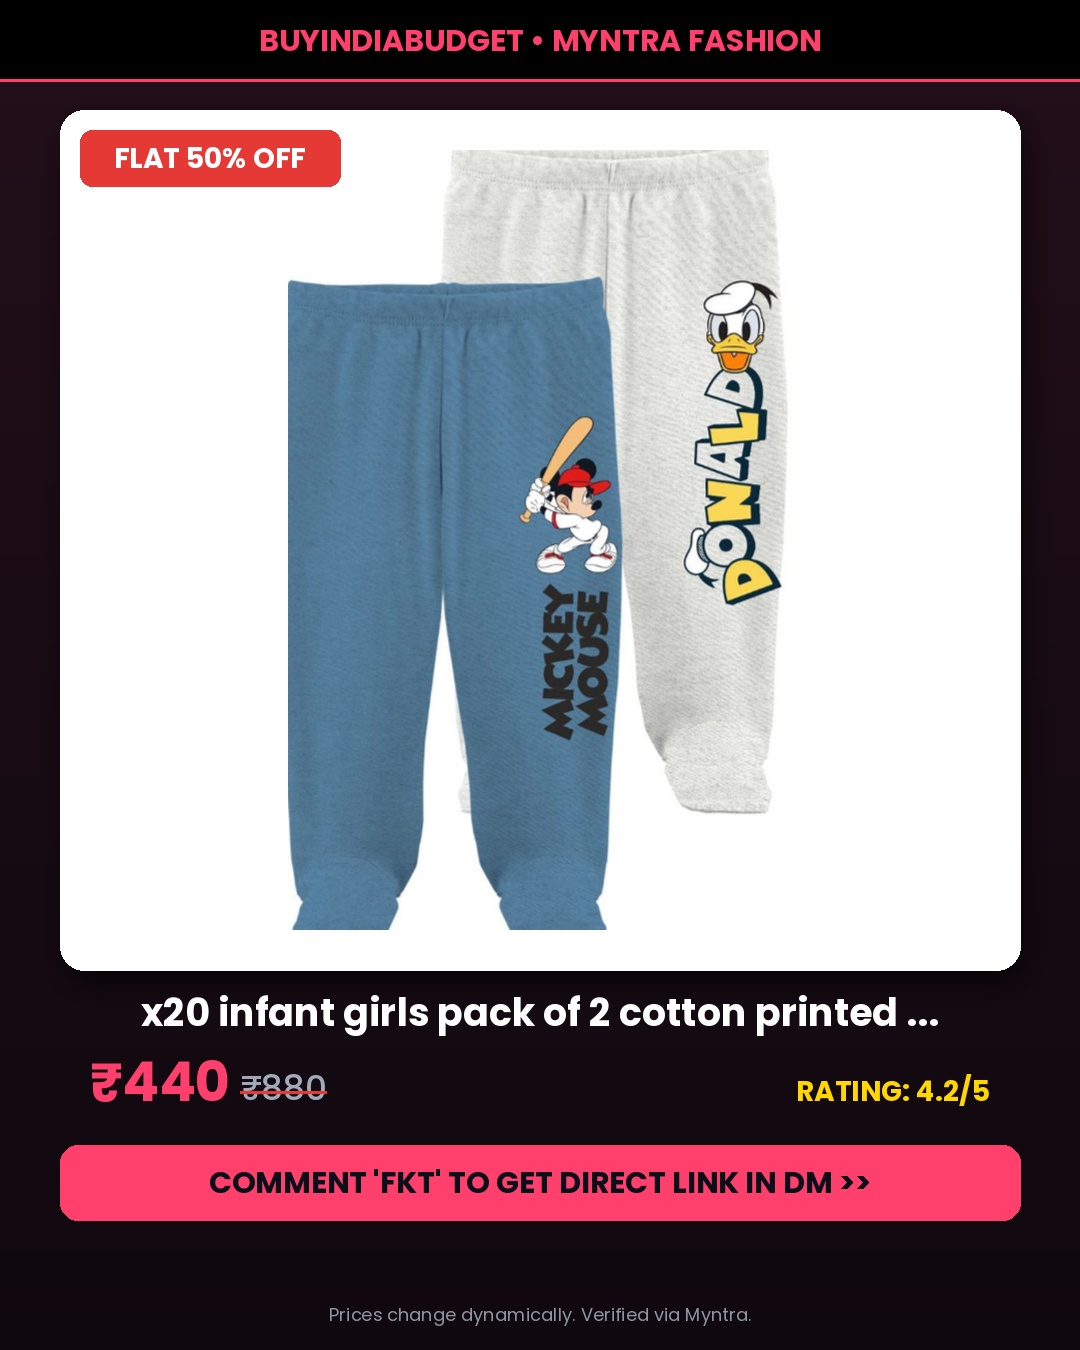 BUYINDIABUDGET • MYNTRA FASHION
FLAT 50% OFF
DONALD
MICKEY
MOUSE
x20 infant girls pack of 2 cotton printed ...
₹440 ₹880
RATING: 4.2/5
COMMENT 'FKT' TO GET DIRECT LINK IN DM >>
Prices change dynamically. Verified via Myntra.